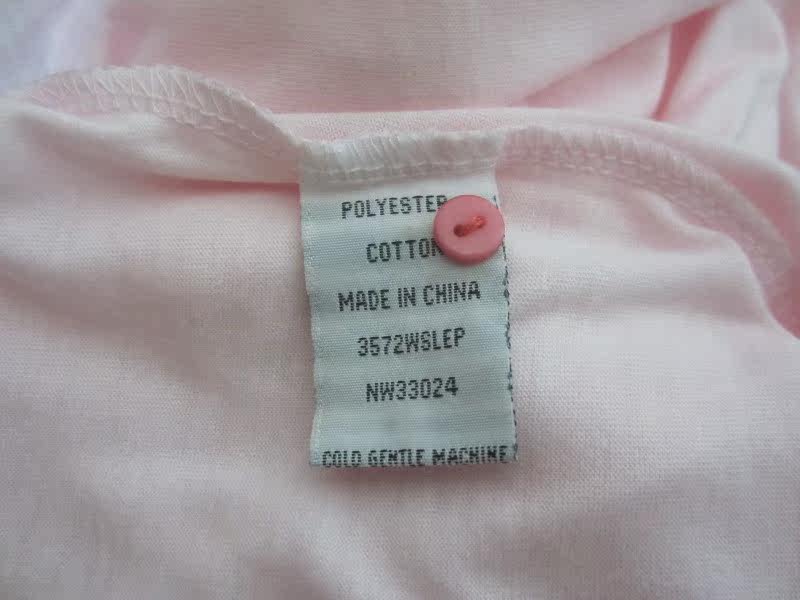 POLYESTER
COTTON
MADE IN CHINA
3572WSLEP
NW33024
COLD GENTLE MACHINE